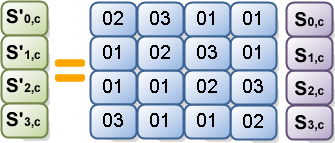 S'0,c 02 03 01 01 S0,c
S'1,c 01 02 03 01 S1,c
S'2,c = 01 01 02 03 S2,c
S'3,c 03 01 01 02 S3,c